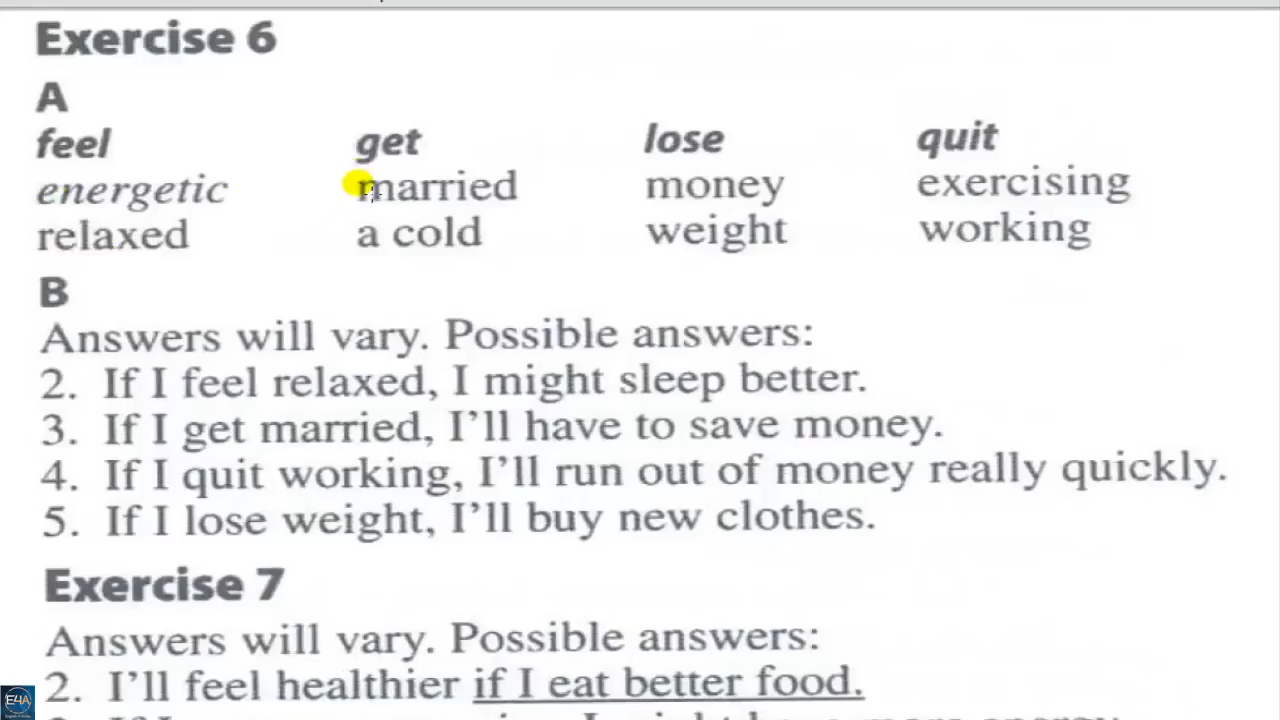 Exercise 6
A
feel get lose quit
energetic married money exercising
relaxed a cold weight working
B
Answers will vary. Possible answers:
2. If I feel relaxed, I might sleep better.
3. If I get married, I'll have to save money.
4. If I quit working, I'll run out of money really quickly.
5. If I lose weight, I'll buy new clothes.
Exercise 7
Answers will vary. Possible answers:
2. I'll feel healthier if I eat better food.
E4A